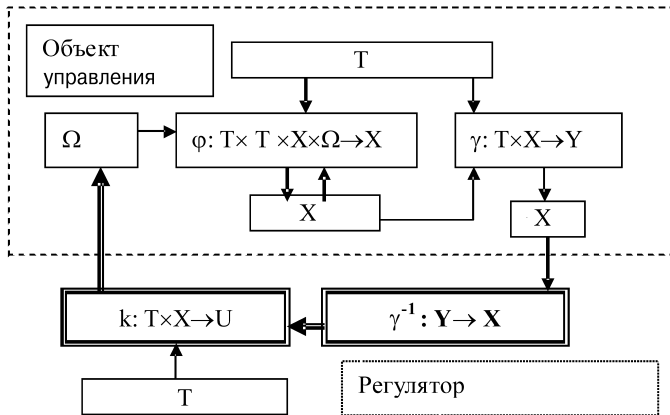 Объект
управления
T
Ω
φ: T× T ×X×Ω→X
γ: T×X→Y
X
X
k: T×X→U
γ⁻¹: Y→ X
T
Регулятор